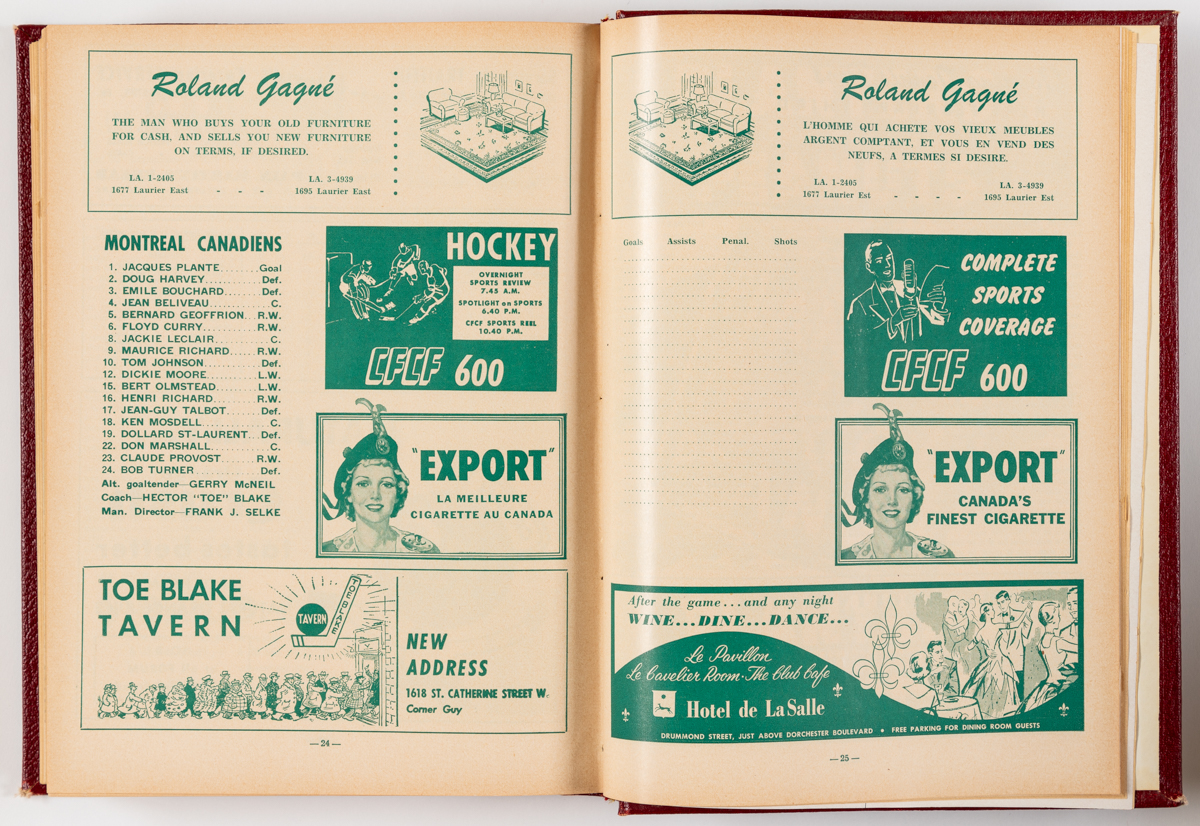 Roland Gagné
THE MAN WHO BUYS YOUR OLD FURNITURE
FOR CASH, AND SELLS YOU NEW FURNITURE
ON TERMS, IF DESIRED.
LA. 1-2405 LA. 3-4939
1677 Laurier East - - - 1695 Laurier East
MONTREAL CANADIENS
1. JACQUES PLANTE........Goal
2. DOUG HARVEY........Def.
3. EMILE BOUCHARD........Def.
4. JEAN BELIVEAU........C.
5. BERNARD GEOFFRION...R.W.
6. FLOYD CURRY........R.W.
8. JACKIE LECLAIR........C.
9. MAURICE RICHARD....R.W.
10. TOM JOHNSON........Def.
12. DICKIE MOORE........L.W.
15. BERT OLMSTEAD........L.W.
16. HENRI RICHARD........R.W.
17. JEAN-GUY TALBOT......Def.
18. KEN MOSDELL........C.
19. DOLLARD ST-LAURENT...Def.
22. DON MARSHALL........C.
23. CLAUDE PROVOST......R.W.
24. BOB TURNER........Def.
Alt. goaltender—GERRY McNEIL
Coach—HECTOR "TOE" BLAKE
Man. Director—FRANK J. SELKE
HOCKEY
OVERNIGHT
SPORTS REVIEW
7.45 A.M.
SPOTLIGHT on SPORTS
6.40 P.M.
CFCF SPORTS REEL
10.40 P.M.
CFCF 600
"EXPORT"
LA MEILLEURE
CIGARETTE AU CANADA
TOE BLAKE
TAVERN
TAVERN
TOE BLAKE
NEW
ADDRESS
1618 ST. CATHERINE STREET W.
Corner Guy
—24—
Roland Gagné
L'HOMME QUI ACHETE VOS VIEUX MEUBLES
ARGENT COMPTANT, ET VOUS EN VEND DES
NEUFS, A TERMES SI DESIRE.
LA. 1-2405 LA. 3-4939
1677 Laurier Est - - - - 1695 Laurier Est
Goals Assists Penal. Shots
COMPLETE
SPORTS
COVERAGE
CFCF 600
"EXPORT"
CANADA'S
FINEST CIGARETTE
After the game...and any night
WINE...DINE...DANCE...
Le Pavillon
Le Cavelier Room·The Club Cafe
Hotel de LaSalle
DRUMMOND STREET, JUST ABOVE DORCHESTER BOULEVARD • FREE PARKING FOR DINING ROOM GUESTS
—25—